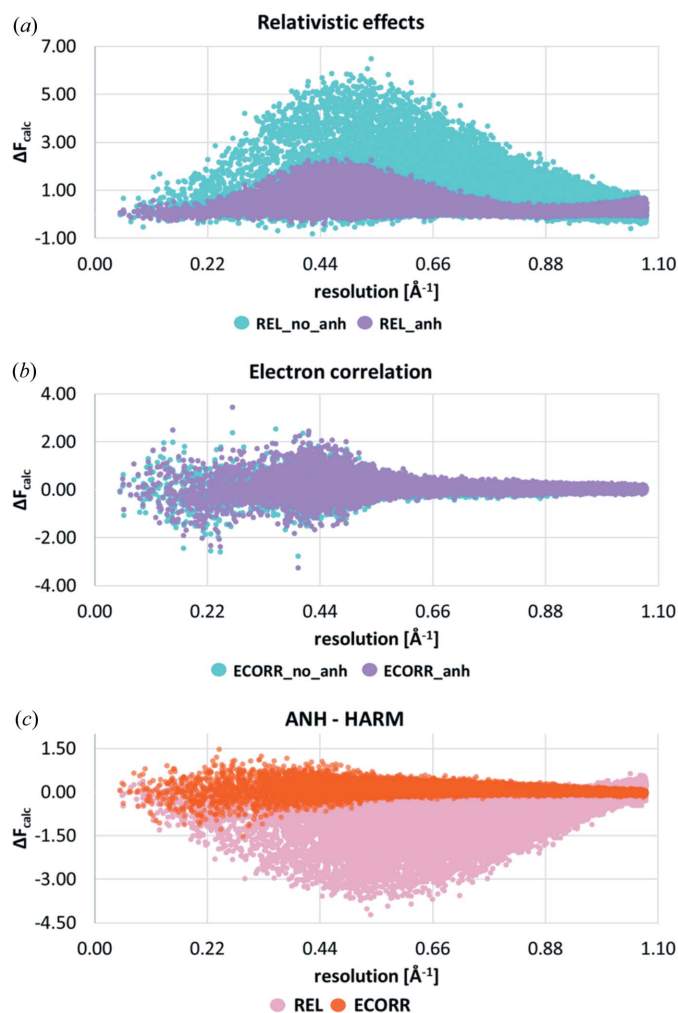 (a)
Relativistic effects
7.00
5.00
3.00
1.00
-1.00
ΔFcalc
0.00 0.22 0.44 0.66 0.88 1.10
resolution [Å-1]
REL_no_anh REL_anh
(b)
Electron correlation
4.00
2.00
0.00
-2.00
-4.00
ΔFcalc
0.00 0.22 0.44 0.66 0.88 1.10
resolution [Å-1]
ECORR_no_anh ECORR_anh
(c)
ANH - HARM
1.50
0.00
-1.50
-3.00
-4.50
ΔFcalc
0.00 0.22 0.44 0.66 0.88 1.10
resolution [Å-1]
REL ECORR